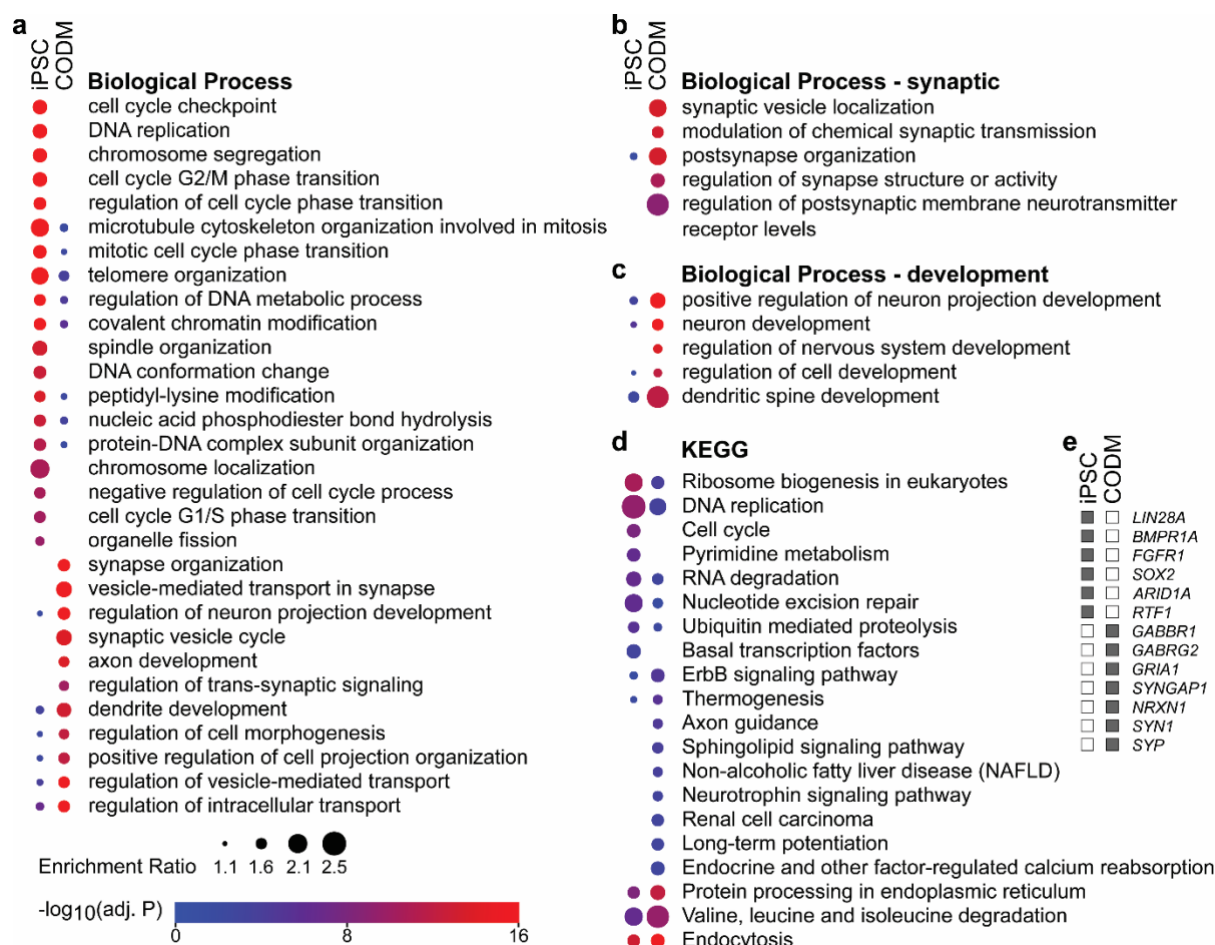 a
iPSC
CODM
Biological Process
cell cycle checkpoint
DNA replication
chromosome segregation
cell cycle G2/M phase transition
regulation of cell cycle phase transition
microtubule cytoskeleton organization involved in mitosis
mitotic cell cycle phase transition
telomere organization
regulation of DNA metabolic process
covalent chromatin modification
spindle organization
DNA conformation change
peptidyl-lysine modification
nucleic acid phosphodiester bond hydrolysis
protein-DNA complex subunit organization
chromosome localization
negative regulation of cell cycle process
cell cycle G1/S phase transition
organelle fission
synapse organization
vesicle-mediated transport in synapse
regulation of neuron projection development
synaptic vesicle cycle
axon development
regulation of trans-synaptic signaling
dendrite development
regulation of cell morphogenesis
positive regulation of cell projection organization
regulation of vesicle-mediated transport
regulation of intracellular transport
Enrichment Ratio 1.1 1.6 2.1 2.5
-log10(adj. P)
0 8 16
b
iPSC
CODM
Biological Process - synaptic
synaptic vesicle localization
modulation of chemical synaptic transmission
postsynapse organization
regulation of synapse structure or activity
regulation of postsynaptic membrane neurotransmitter
receptor levels
c
Biological Process - development
positive regulation of neuron projection development
neuron development
regulation of nervous system development
regulation of cell development
dendritic spine development
d
KEGG
Ribosome biogenesis in eukaryotes
DNA replication
Cell cycle
Pyrimidine metabolism
RNA degradation
Nucleotide excision repair
Ubiquitin mediated proteolysis
Basal transcription factors
ErbB signaling pathway
Thermogenesis
Axon guidance
Sphingolipid signaling pathway
Non-alcoholic fatty liver disease (NAFLD)
Neurotrophin signaling pathway
Renal cell carcinoma
Long-term potentiation
Endocrine and other factor-regulated calcium reabsorption
Protein processing in endoplasmic reticulum
Valine, leucine and isoleucine degradation
Endocytosis
e
iPSC
CODM
LIN28A
BMPR1A
FGFR1
SOX2
ARID1A
RTF1
GABBR1
GABRG2
GRIA1
SYNGAP1
NRXN1
SYN1
SYP